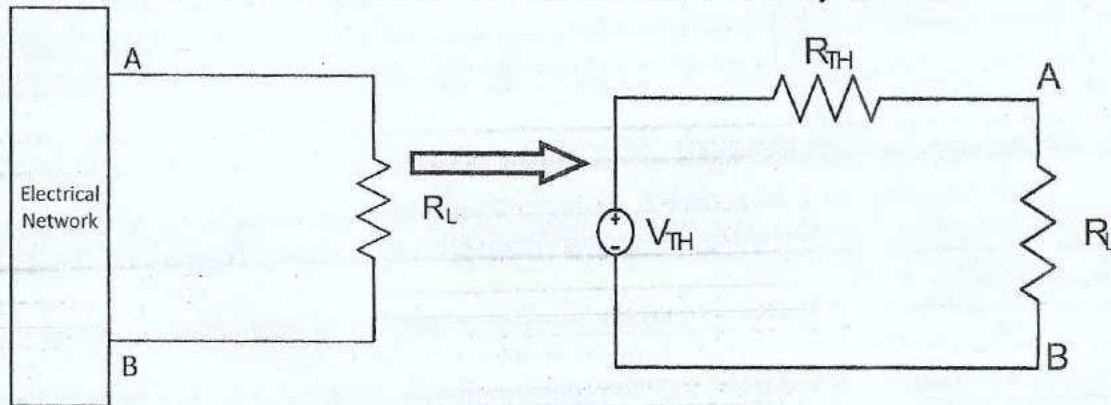 A
Electrical
Network
R_L
B
R_TH
A
+
-
V_TH
R_L
B